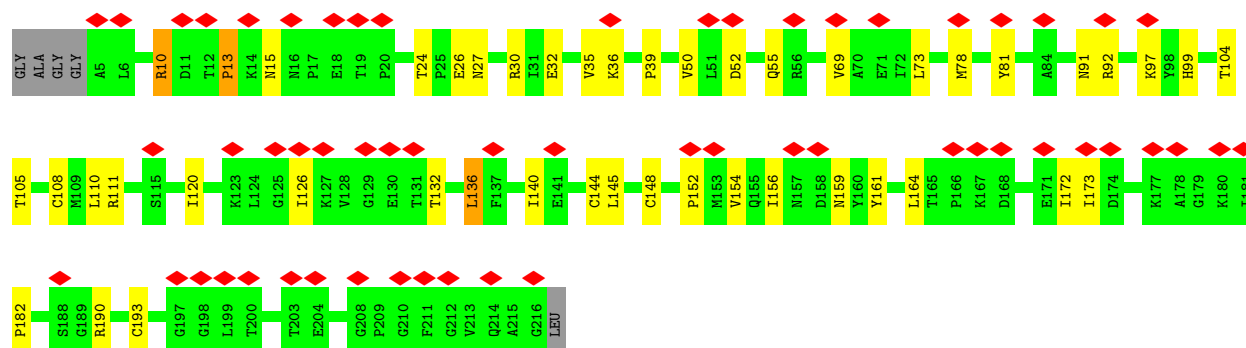 GLY ALA GLY GLY A5 L6 R10 D11 T12 P13 K14 N15 N16 P17 E18 T19 P20 T24 P25 E26 N27 R30 I31 E32 V35 K36 P39 V50 L51 D52 Q55 R56 V69 A70 E71 I72 L73 M78 Y81 A84 N91 R92 K97 Y98 H99 T104
T105 C108 M109 L110 R111 S115 I120 K123 L124 G125 I126 K127 V128 G129 E130 T131 T132 L136 F137 I140 E141 C144 L145 C148 P152 M153 V154 Q155 I156 N157 D158 N159 Y160 Y161 L164 T165 P166 K167 D168 E171 I172 I173 D174 K177 A178 G179 K180 I181
P182 S188 G189 R190 C193 G197 G198 L199 T200 T203 E204 G208 P209 G210 F211 G212 V213 Q214 A215 G216 LEU